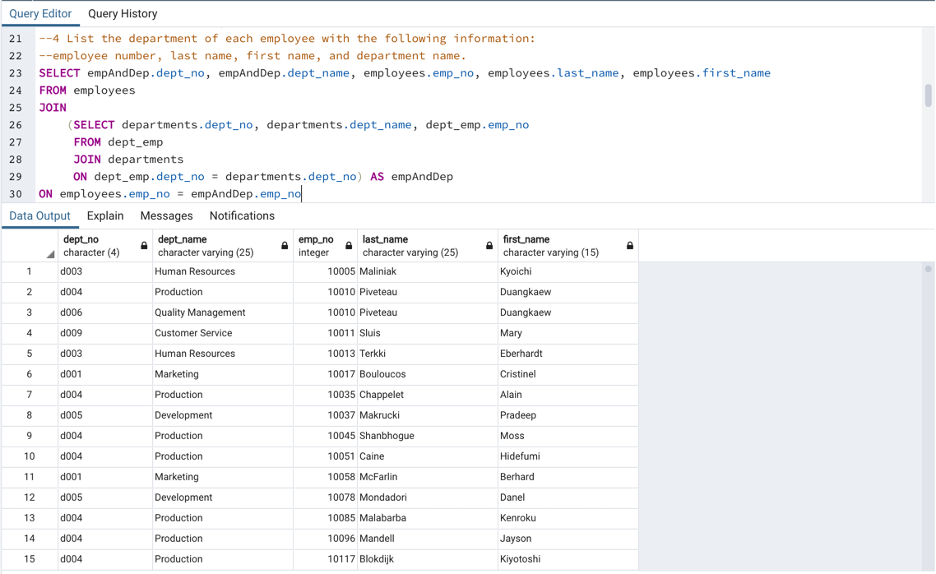 Query Editor Query History
21 --4 List the department of each employee with the following information:
22 --employee number, last name, first name, and department name.
23 SELECT empAndDep.dept_no, empAndDep.dept_name, employees.emp_no, employees.last_name, employees.first_name
24 FROM employees
25 JOIN
26 (SELECT departments.dept_no, departments.dept_name, dept_emp.emp_no
27 FROM dept_emp
28 JOIN departments
29 ON dept_emp.dept_no = departments.dept_no) AS empAndDep
30 ON employees.emp_no = empAndDep.emp_no
Data Output Explain Messages Notifications
dept_no dept_name emp_no last_name first_name
character (4) character varying (25) integer character varying (25) character varying (15)
1 d003 Human Resources 10005 Maliniak Kyoichi
2 d004 Production 10010 Piveteau Duangkaew
3 d006 Quality Management 10010 Piveteau Duangkaew
4 d009 Customer Service 10011 Sluis Mary
5 d003 Human Resources 10013 Terkki Eberhardt
6 d001 Marketing 10017 Bouloucos Cristinel
7 d004 Production 10035 Chappelet Alain
8 d005 Development 10037 Makrucki Pradeep
9 d004 Production 10045 Shanbhogue Moss
10 d004 Production 10051 Caine Hidefumi
11 d001 Marketing 10058 McFarlin Berhard
12 d005 Development 10078 Mondadori Danel
13 d004 Production 10085 Malabarba Kenroku
14 d004 Production 10096 Mandell Jayson
15 d004 Production 10117 Blokdijk Kiyotoshi